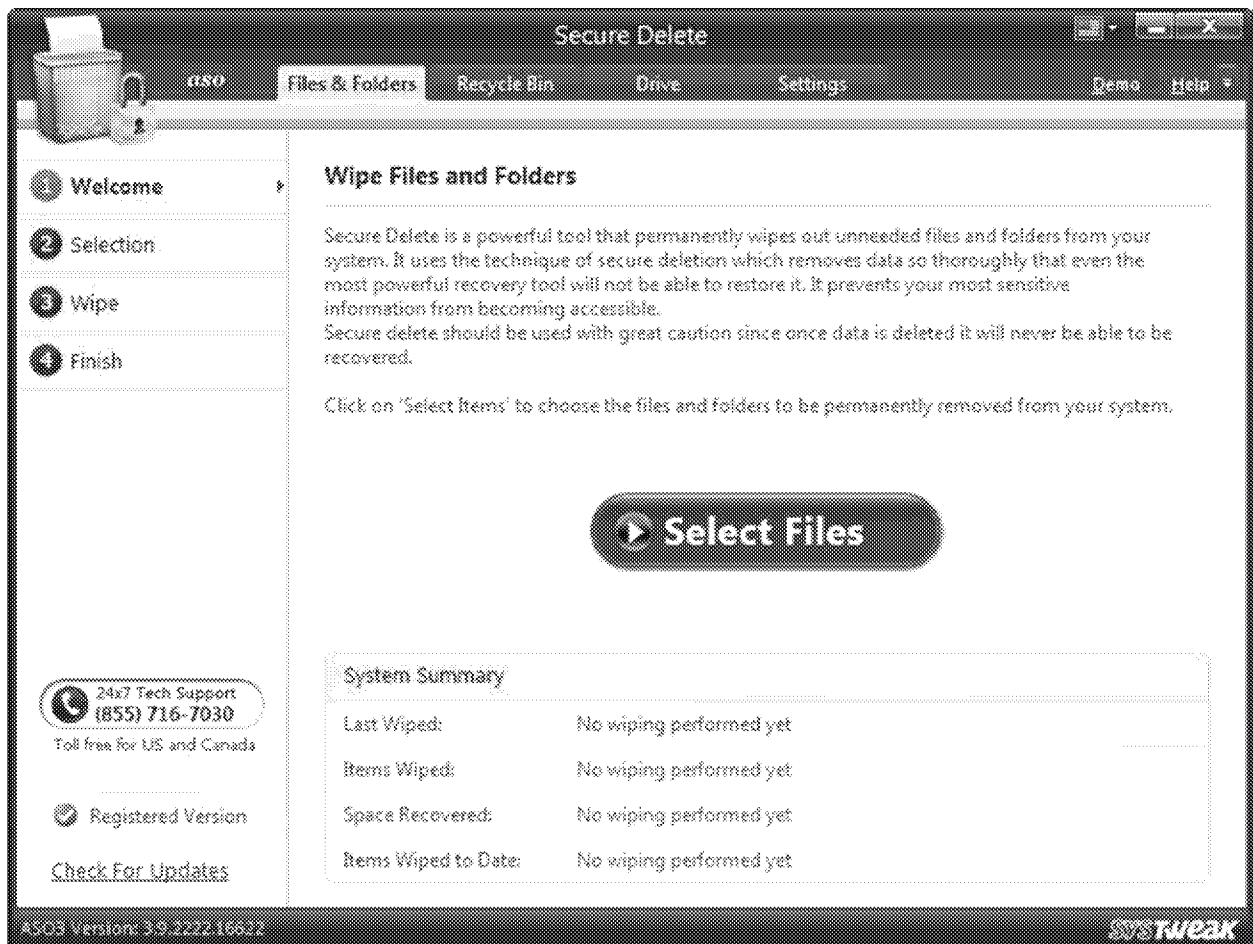 Secure Delete
aso Files & Folders Recycle Bin Drive Settings Demo Help
1 Welcome
2 Selection
3 Wipe
4 Finish
Wipe Files and Folders
Secure Delete is a powerful tool that permanently wipes out unneeded files and folders from your
system. It uses the technique of secure deletion which removes data so thoroughly that even the
most powerful recovery tool will not be able to restore it. It prevents your most sensitive
information from becoming accessible.
Secure delete should be used with great caution since once data is deleted it will never be able to be
recovered.
Click on 'Select Items' to choose the files and folders to be permanently removed from your system.
Select Files
System Summary
Last Wiped: No wiping performed yet
Items Wiped: No wiping performed yet
Space Recovered: No wiping performed yet
Items Wiped to Date: No wiping performed yet
24x7 Tech Support
(855) 716-7030
Toll free for US and Canada
Registered Version
Check For Updates
ASO3 Version: 3.9.2222.16622
SYSTweak